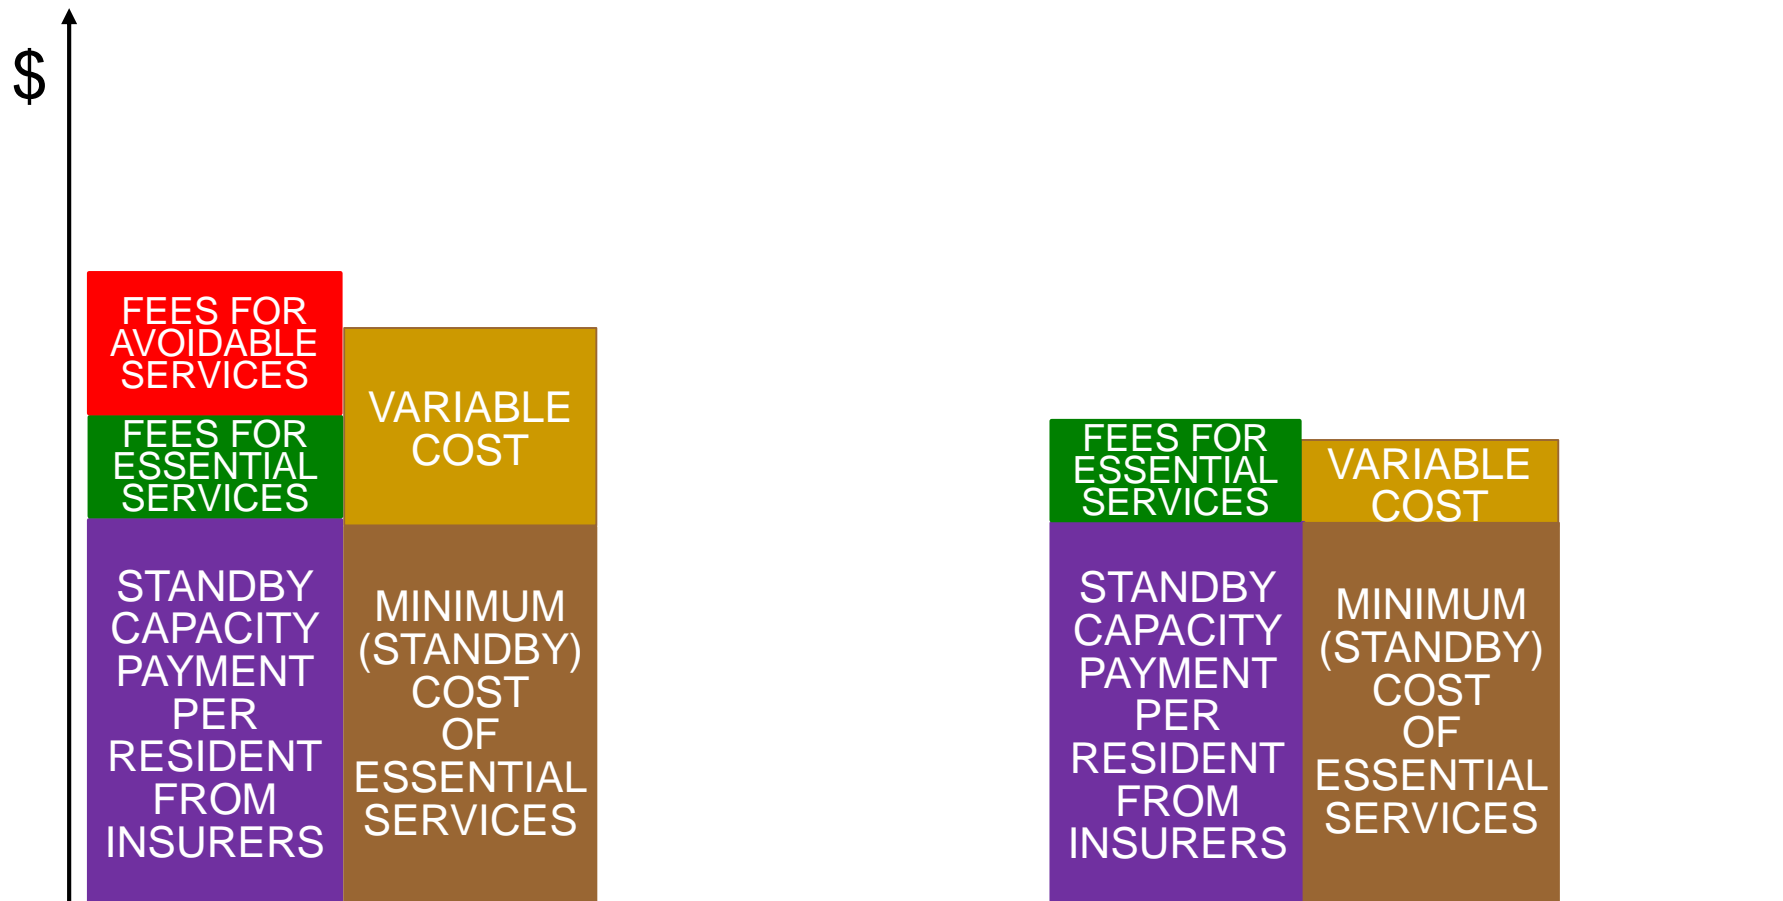 $
FEES FOR
AVOIDABLE
SERVICES
FEES FOR
ESSENTIAL
SERVICES
STANDBY
CAPACITY
PAYMENT
PER
RESIDENT
FROM
INSURERS
VARIABLE
COST
MINIMUM
(STANDBY)
COST
OF
ESSENTIAL
SERVICES
FEES FOR
ESSENTIAL
SERVICES
STANDBY
CAPACITY
PAYMENT
PER
RESIDENT
FROM
INSURERS
VARIABLE
COST
MINIMUM
(STANDBY)
COST
OF
ESSENTIAL
SERVICES